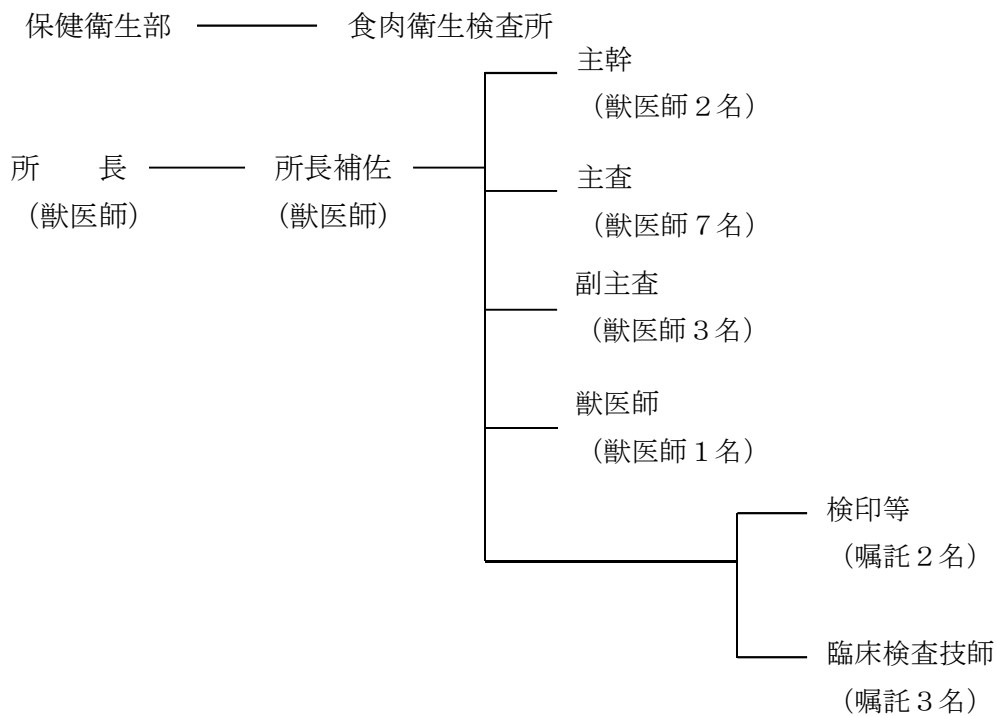 保健衛生部 食肉衛生検査所
主幹
（獣医師２名）
所　　長 所長補佐
（獣医師） （獣医師）
主査
（獣医師７名）
副主査
（獣医師３名）
獣医師
（獣医師１名）
検印等
（嘱託２名）
臨床検査技師
（嘱託３名）